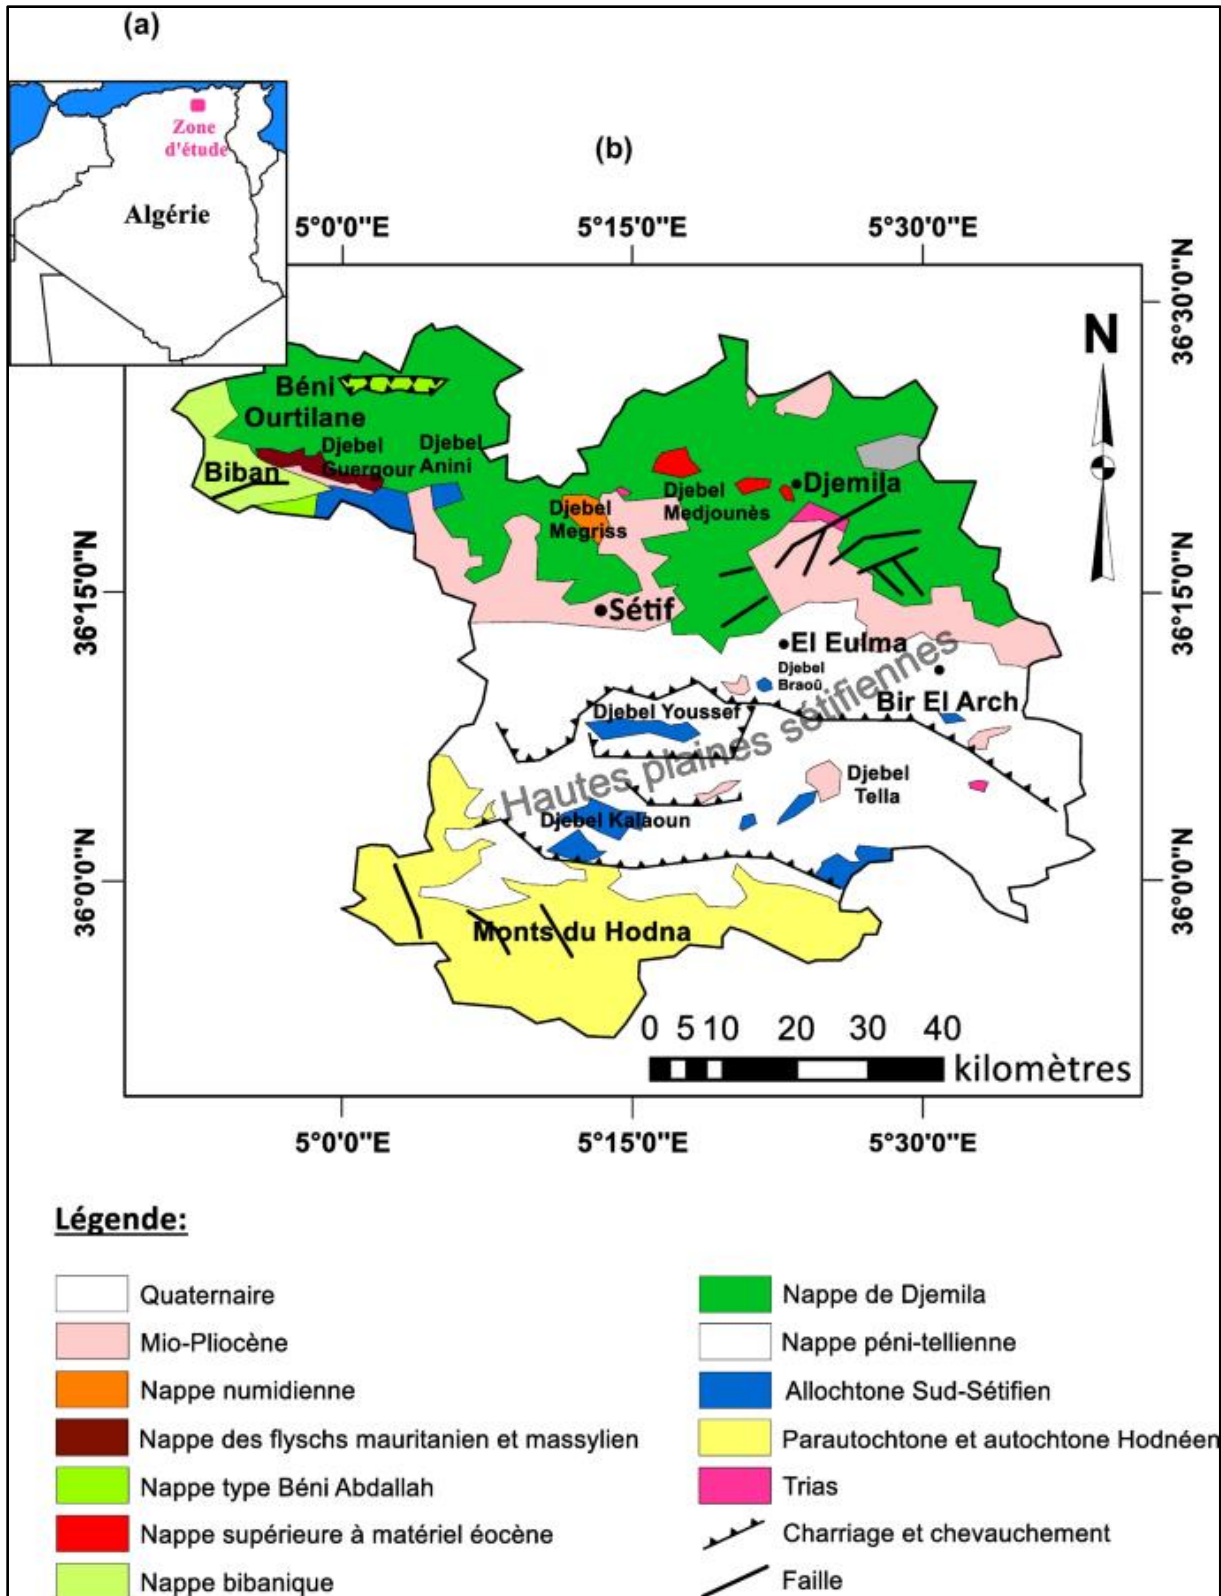 (a)
Zone
d'étude
Algérie
(b)
5°0'0"E
5°15'0"E
5°30'0"E
36°30'0"N
36°15'0"N
36°0'0"N
36°15'0"N
36°0'0"N
N
Béni
Ourtilane
Djebel
Guergour
Djebel
Anini
Biban
Djebel
Megriss
Djebel
Medjounès
Djemila
Sétif
El Eulma
Djebel
Braoû
Bir El Arch
Djebel Youssef
Hautes plaines sétifiennes
Djebel
Tella
Djebel Kalaoun
Monts du Hodna
0 5 10 20 30 40
kilomètres
5°0'0"E
5°15'0"E
5°30'0"E
Légende:
Quaternaire
Mio-Pliocène
Nappe numidienne
Nappe des flyschs mauritanien et massylien
Nappe type Béni Abdallah
Nappe supérieure à matériel éocène
Nappe bibanique
Nappe de Djemila
Nappe péni-tellienne
Allochtone Sud-Sétifien
Parautochtone et autochtone Hodnéen
Trias
Charriage et chevauchement
Faille